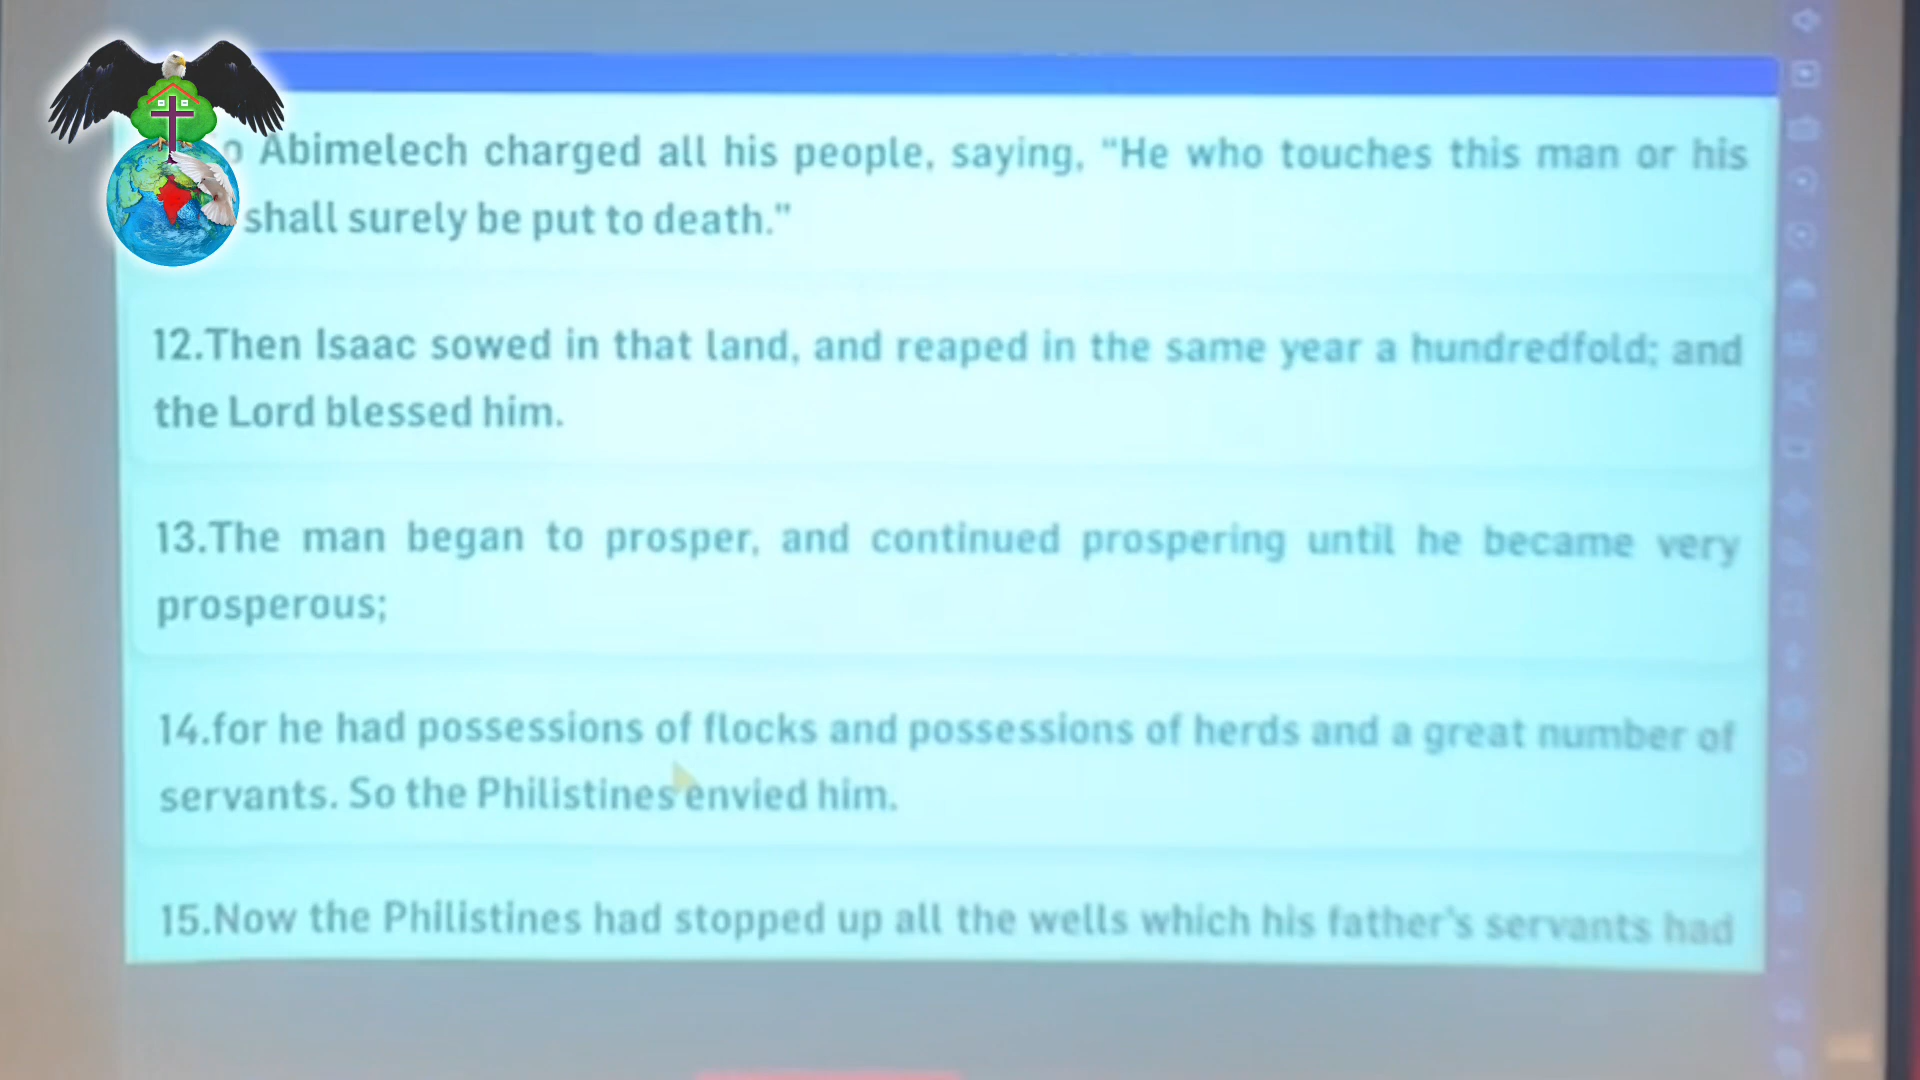 Abimelech charged all his people, saying, “He who touches this man or his
shall surely be put to death.”
12.Then Isaac sowed in that land, and reaped in the same year a hundredfold; and
the Lord blessed him.
13.The man began to prosper, and continued prospering until he became very
prosperous;
14.for he had possessions of flocks and possessions of herds and a great number of
servants. So the Philistines envied him.
15.Now the Philistines had stopped up all the wells which his father's servants had